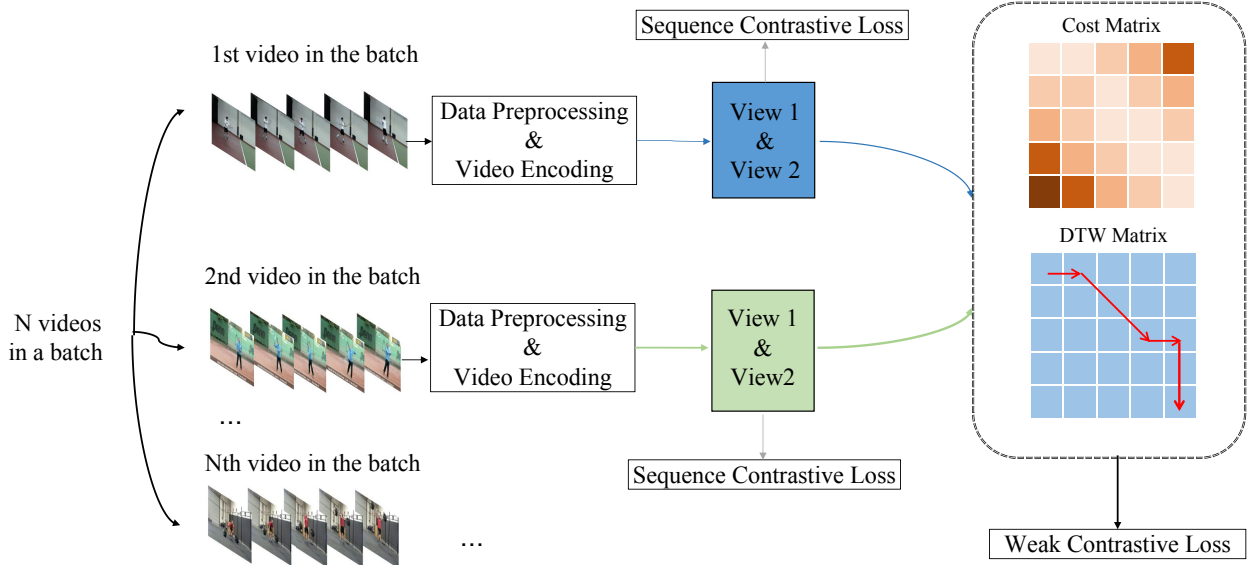 Sequence Contrastive Loss
Cost Matrix
1st video in the batch
Data Preprocessing
&
Video Encoding
View 1
&
View 2
DTW Matrix
2nd video in the batch
Data Preprocessing
&
Video Encoding
View 1
&
View2
N videos
in a batch
...
Nth video in the batch
Sequence Contrastive Loss
...
Weak Contrastive Loss